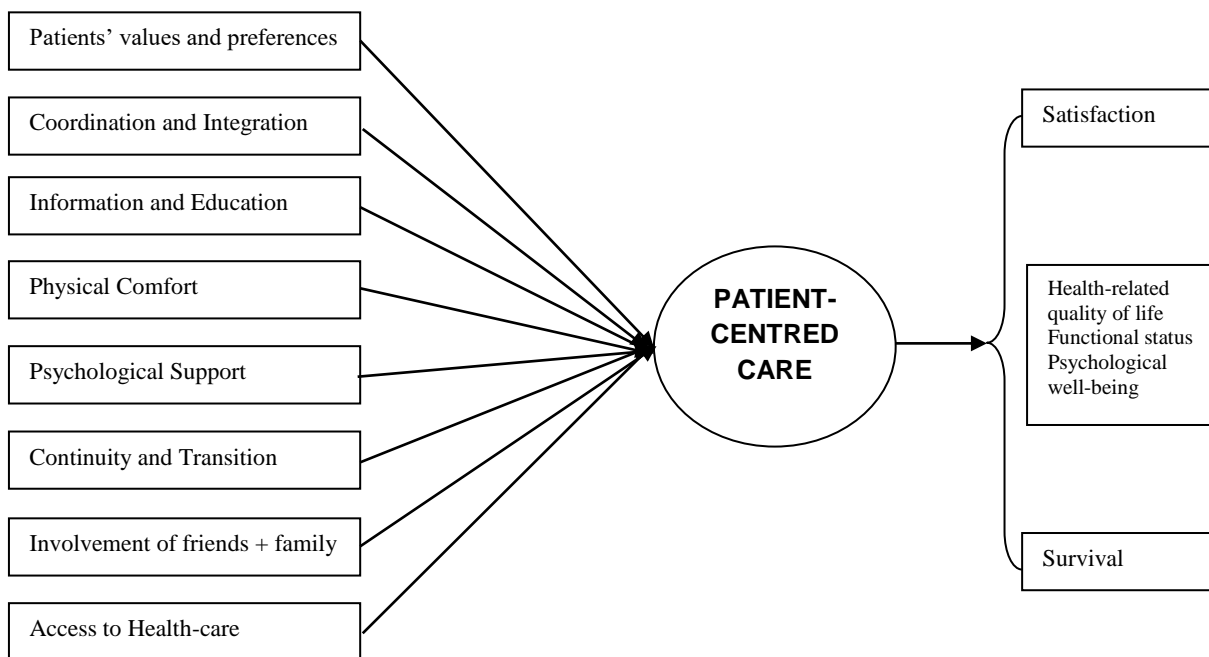 Patients’ values and preferences
Coordination and Integration
Information and Education
Physical Comfort
Psychological Support
Continuity and Transition
Involvement of friends + family
Access to Health-care
PATIENT-
CENTRED
CARE
Satisfaction
Health-related
quality of life
Functional status
Psychological
well-being
Survival